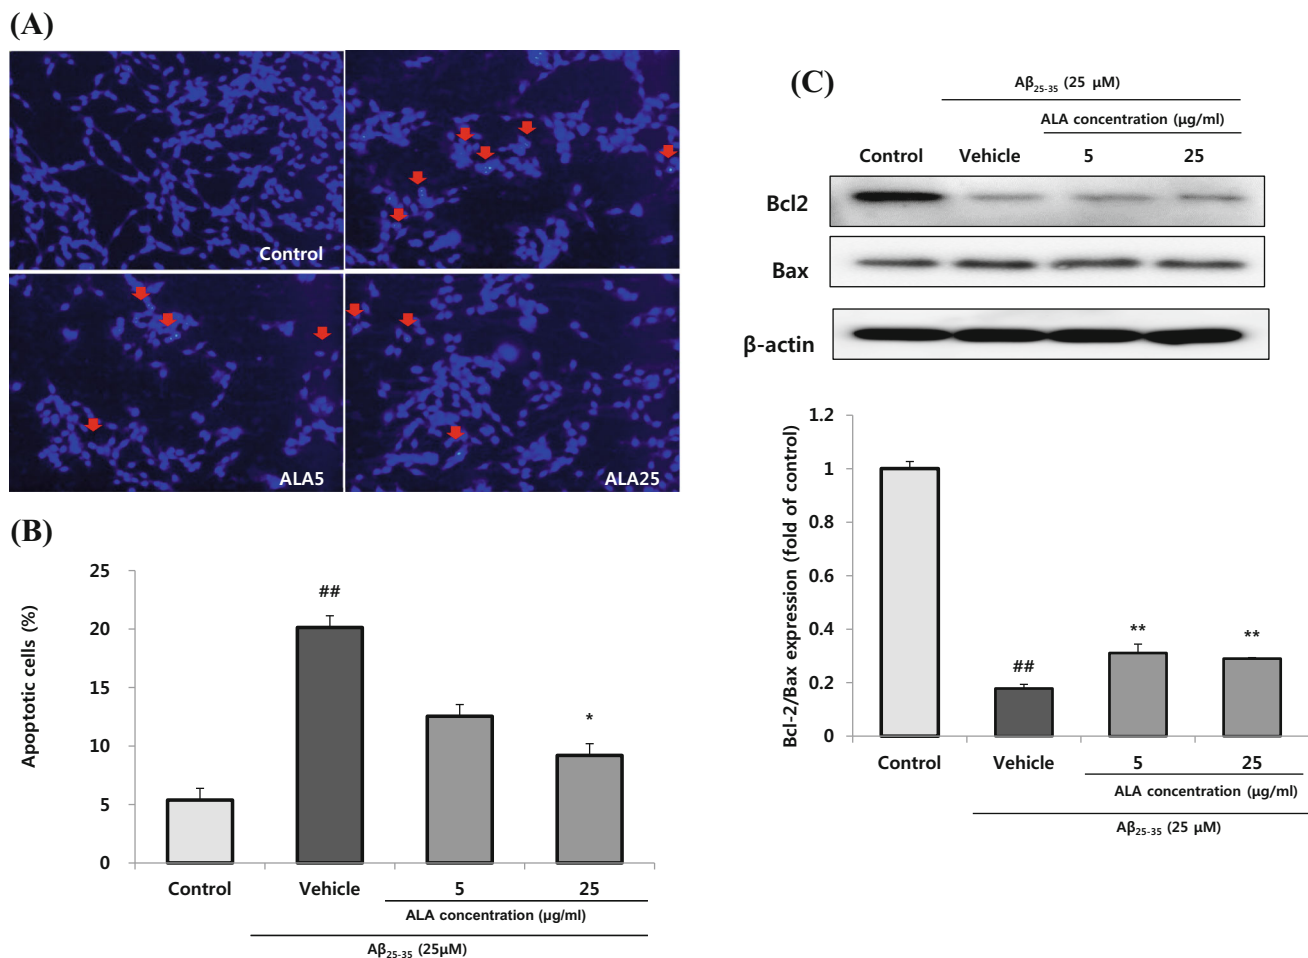 (A)
Control
ALA5
ALA25
(B)
Apoptotic cells (%)
25
20
15
10
5
0
##
*
Control
Vehicle
5
25
ALA concentration (μg/ml)
Aβ25-35 (25μM)
(C)
Aβ25-35 (25 μM)
ALA concentration (μg/ml)
Control
Vehicle
5
25
Bcl2
Bax
β-actin
Bcl-2/Bax expression (fold of control)
1.2
1
0.8
0.6
0.4
0.2
0
##
**
**
Control
Vehicle
5
25
ALA concentration (μg/ml)
Aβ25-35 (25 μM)